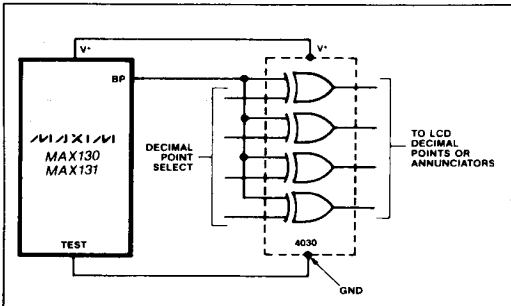 V+
V+
BP
MAXIM
MAX130
MAX131
DECIMAL
POINT
SELECT
TO LCD
DECIMAL
POINTS OR
ANNUNCIATORS
TEST
4030
GND